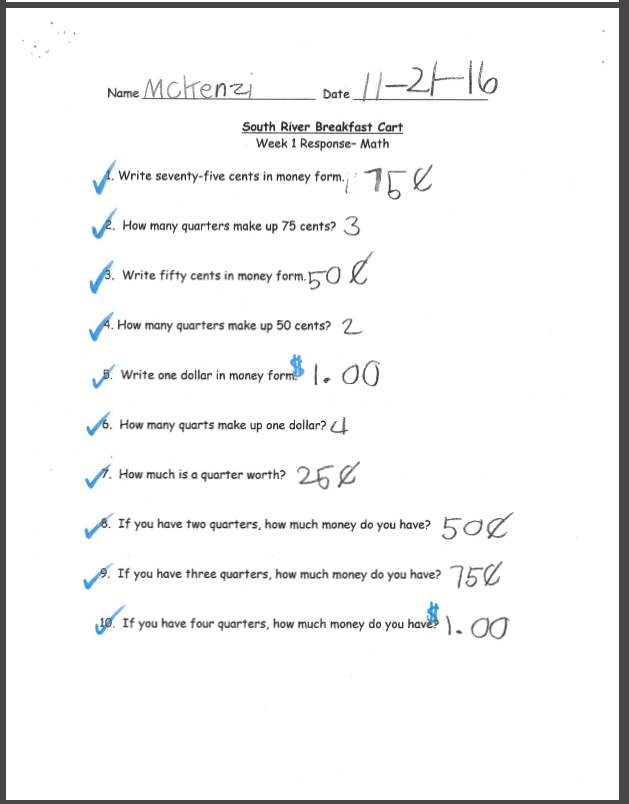 Name McKenzi Date 11-21-16
South River Breakfast Cart
Week 1 Response- Math
1. Write seventy-five cents in money form. 75¢
2. How many quarters make up 75 cents? 3
3. Write fifty cents in money form. 50¢
4. How many quarters make up 50 cents? 2
5. Write one dollar in money form. $1.00
6. How many quarts make up one dollar? 4
7. How much is a quarter worth? 25¢
8. If you have two quarters, how much money do you have? 50¢
9. If you have three quarters, how much money do you have? 75¢
10. If you have four quarters, how much money do you have? $1.00